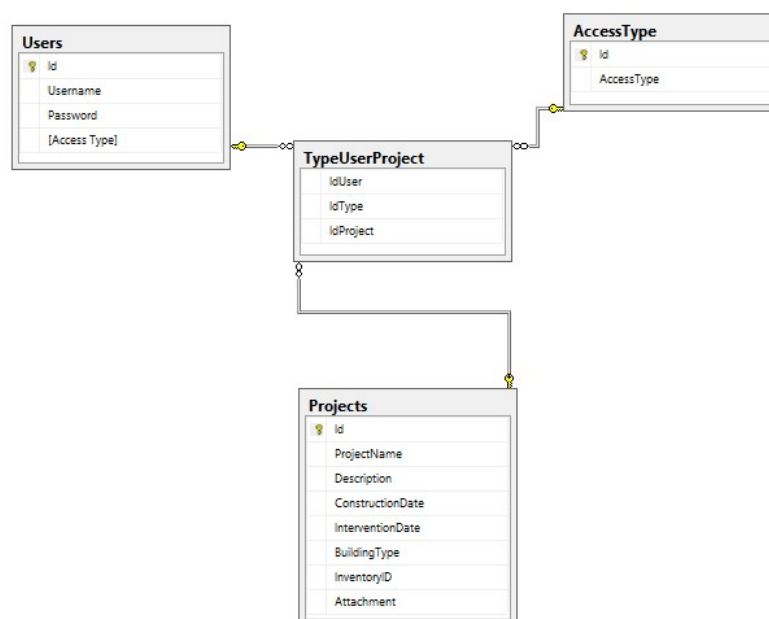 Users
Id
Username
Password
[Access Type]
AccessType
Id
AccessType
TypeUserProject
IdUser
IdType
IdProject
Projects
Id
ProjectName
Description
ConstructionDate
InterventionDate
BuildingType
InventoryID
Attachment